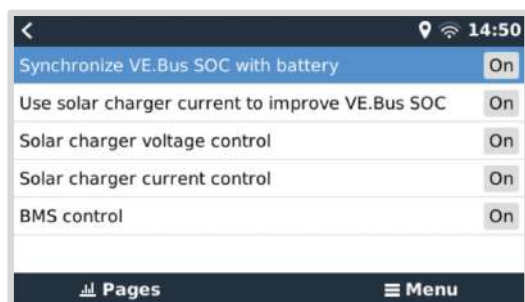 14:50
Synchronize VE.Bus SOC with battery On
Use solar charger current to improve VE.Bus SOC On
Solar charger voltage control On
Solar charger current control On
BMS control On
Pages Menu